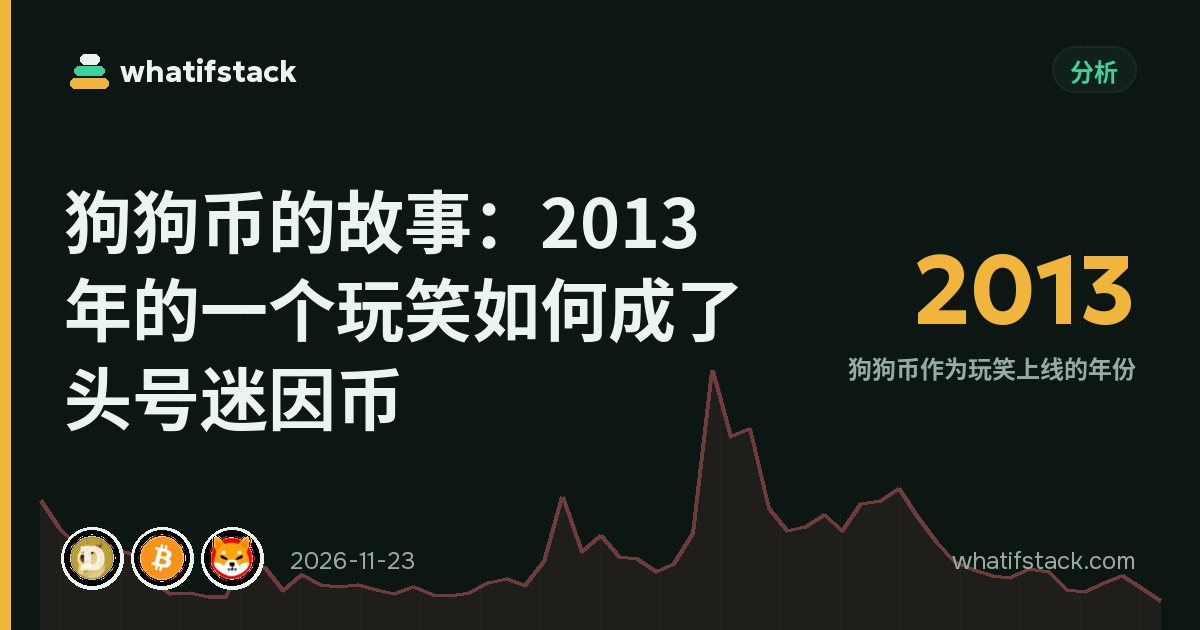 whatifstack
分析
狗狗币的故事：2013
年的一个玩笑如何成了
头号迷因币
2013
狗狗币作为玩笑上线的年份
2026-11-23
whatifstack.com